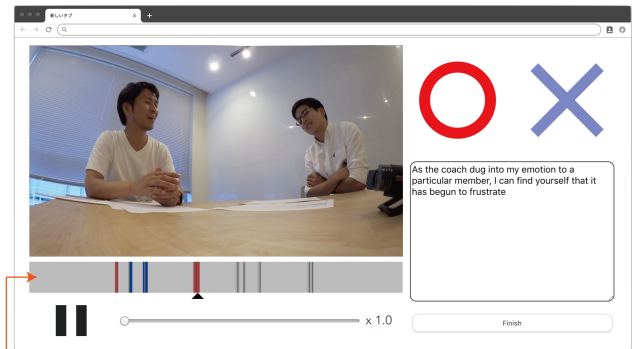 新しいタブ
As the coach dug into my emotion to a
particular member, I can find yourself that it
has begun to frustrate
x 1.0
Finish